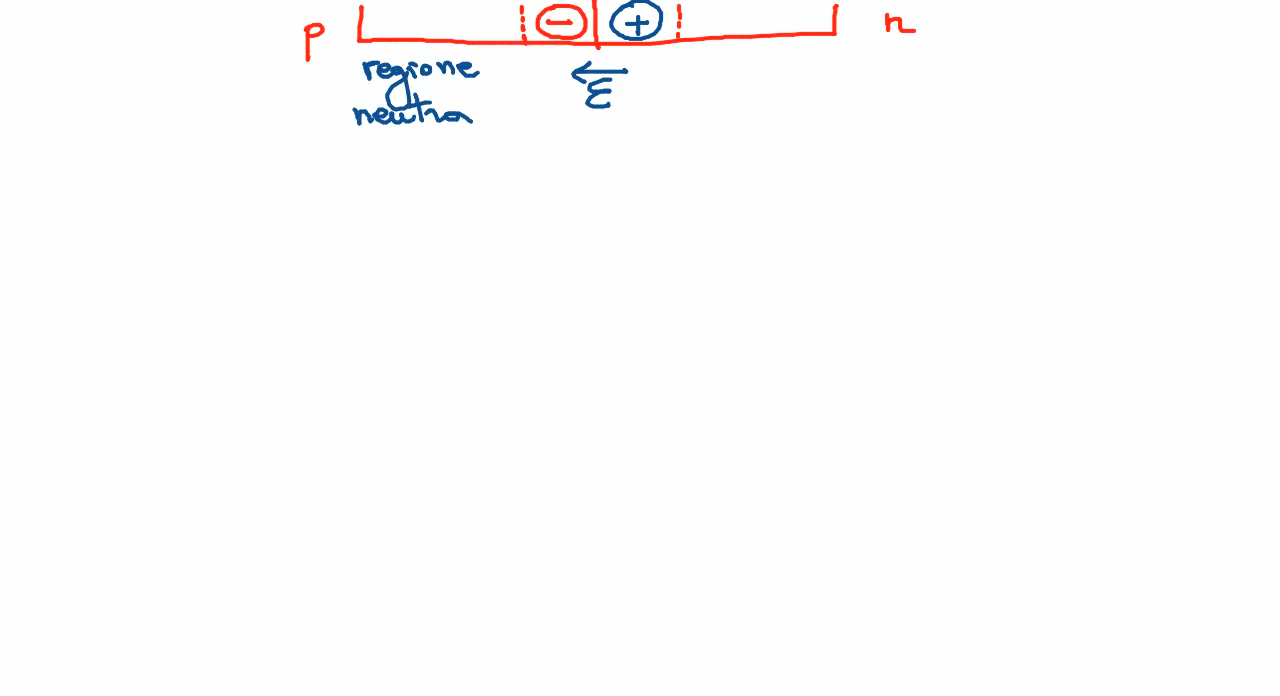 p − + n
regione
neutra
ℰ